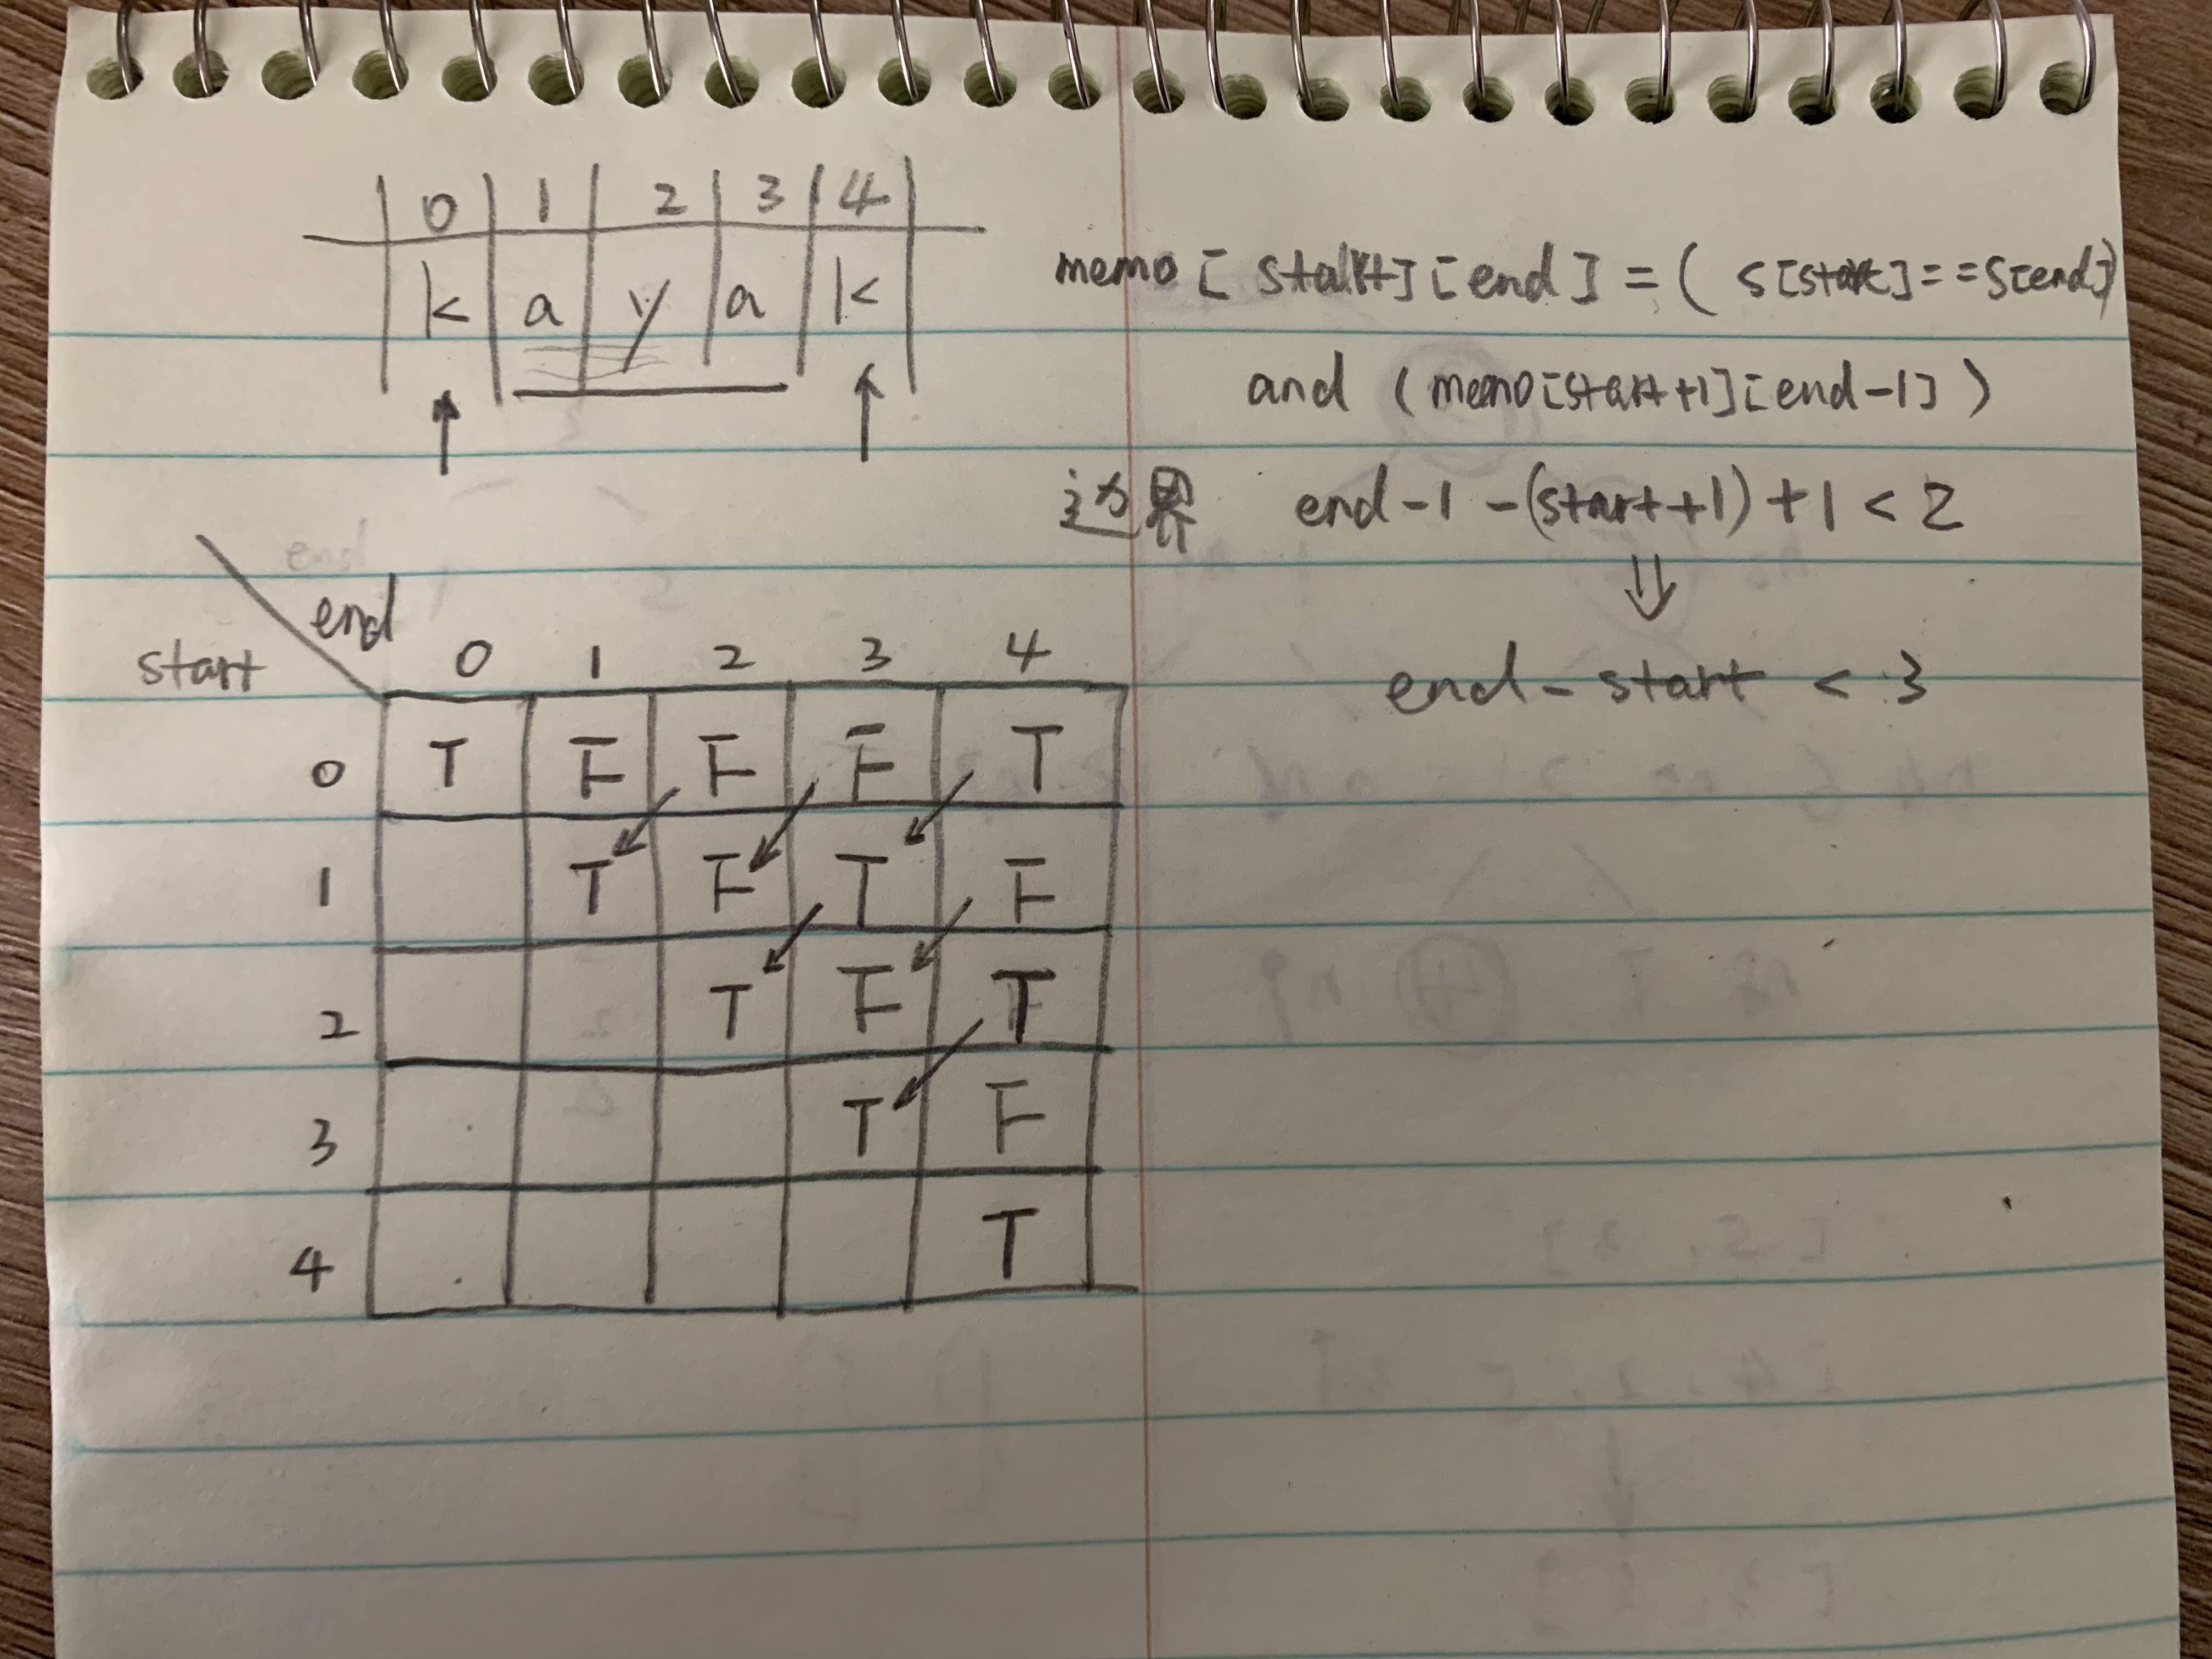 0 1 2 3 4
k a y a k
memo[start][end] = (s[start]==s[end])
and (memo[start+1][end-1])
边界 end-1-(start+1)+1<2
⇓
end-start<3
end
start
0 1 2 3 4
0 T F F F T
1 T F T F
2 T F T
3 T F
4 T